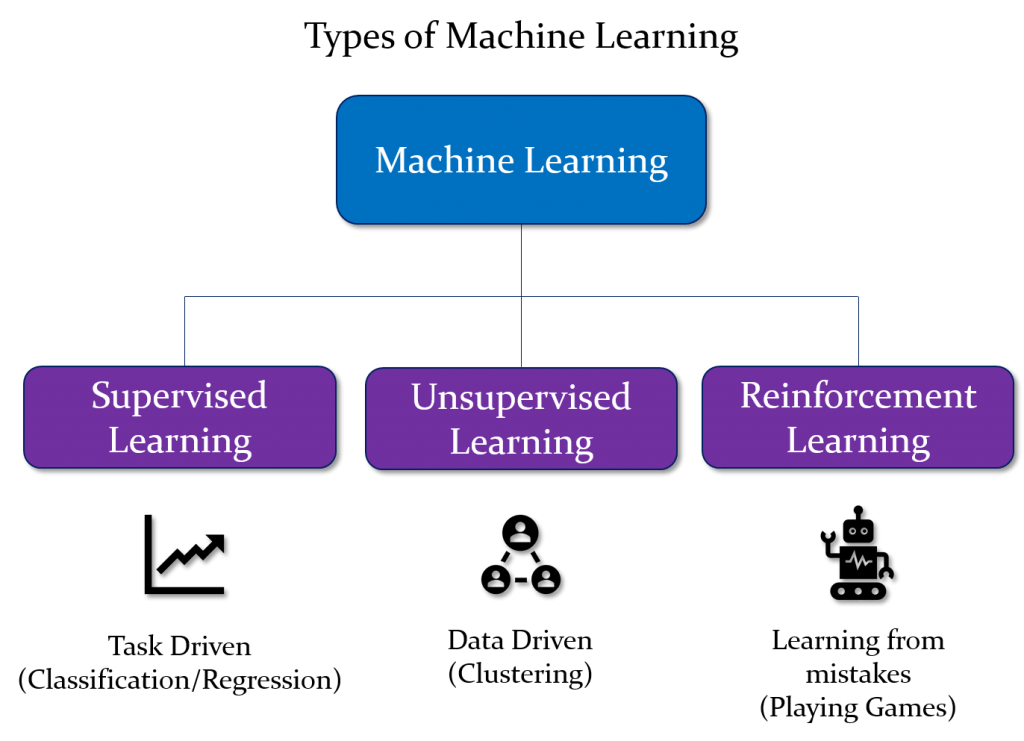 Types of Machine Learning
Machine Learning
Supervised
Learning
Unsupervised
Learning
Reinforcement
Learning
Task Driven
(Classification/Regression)
Data Driven
(Clustering)
Learning from
mistakes
(Playing Games)